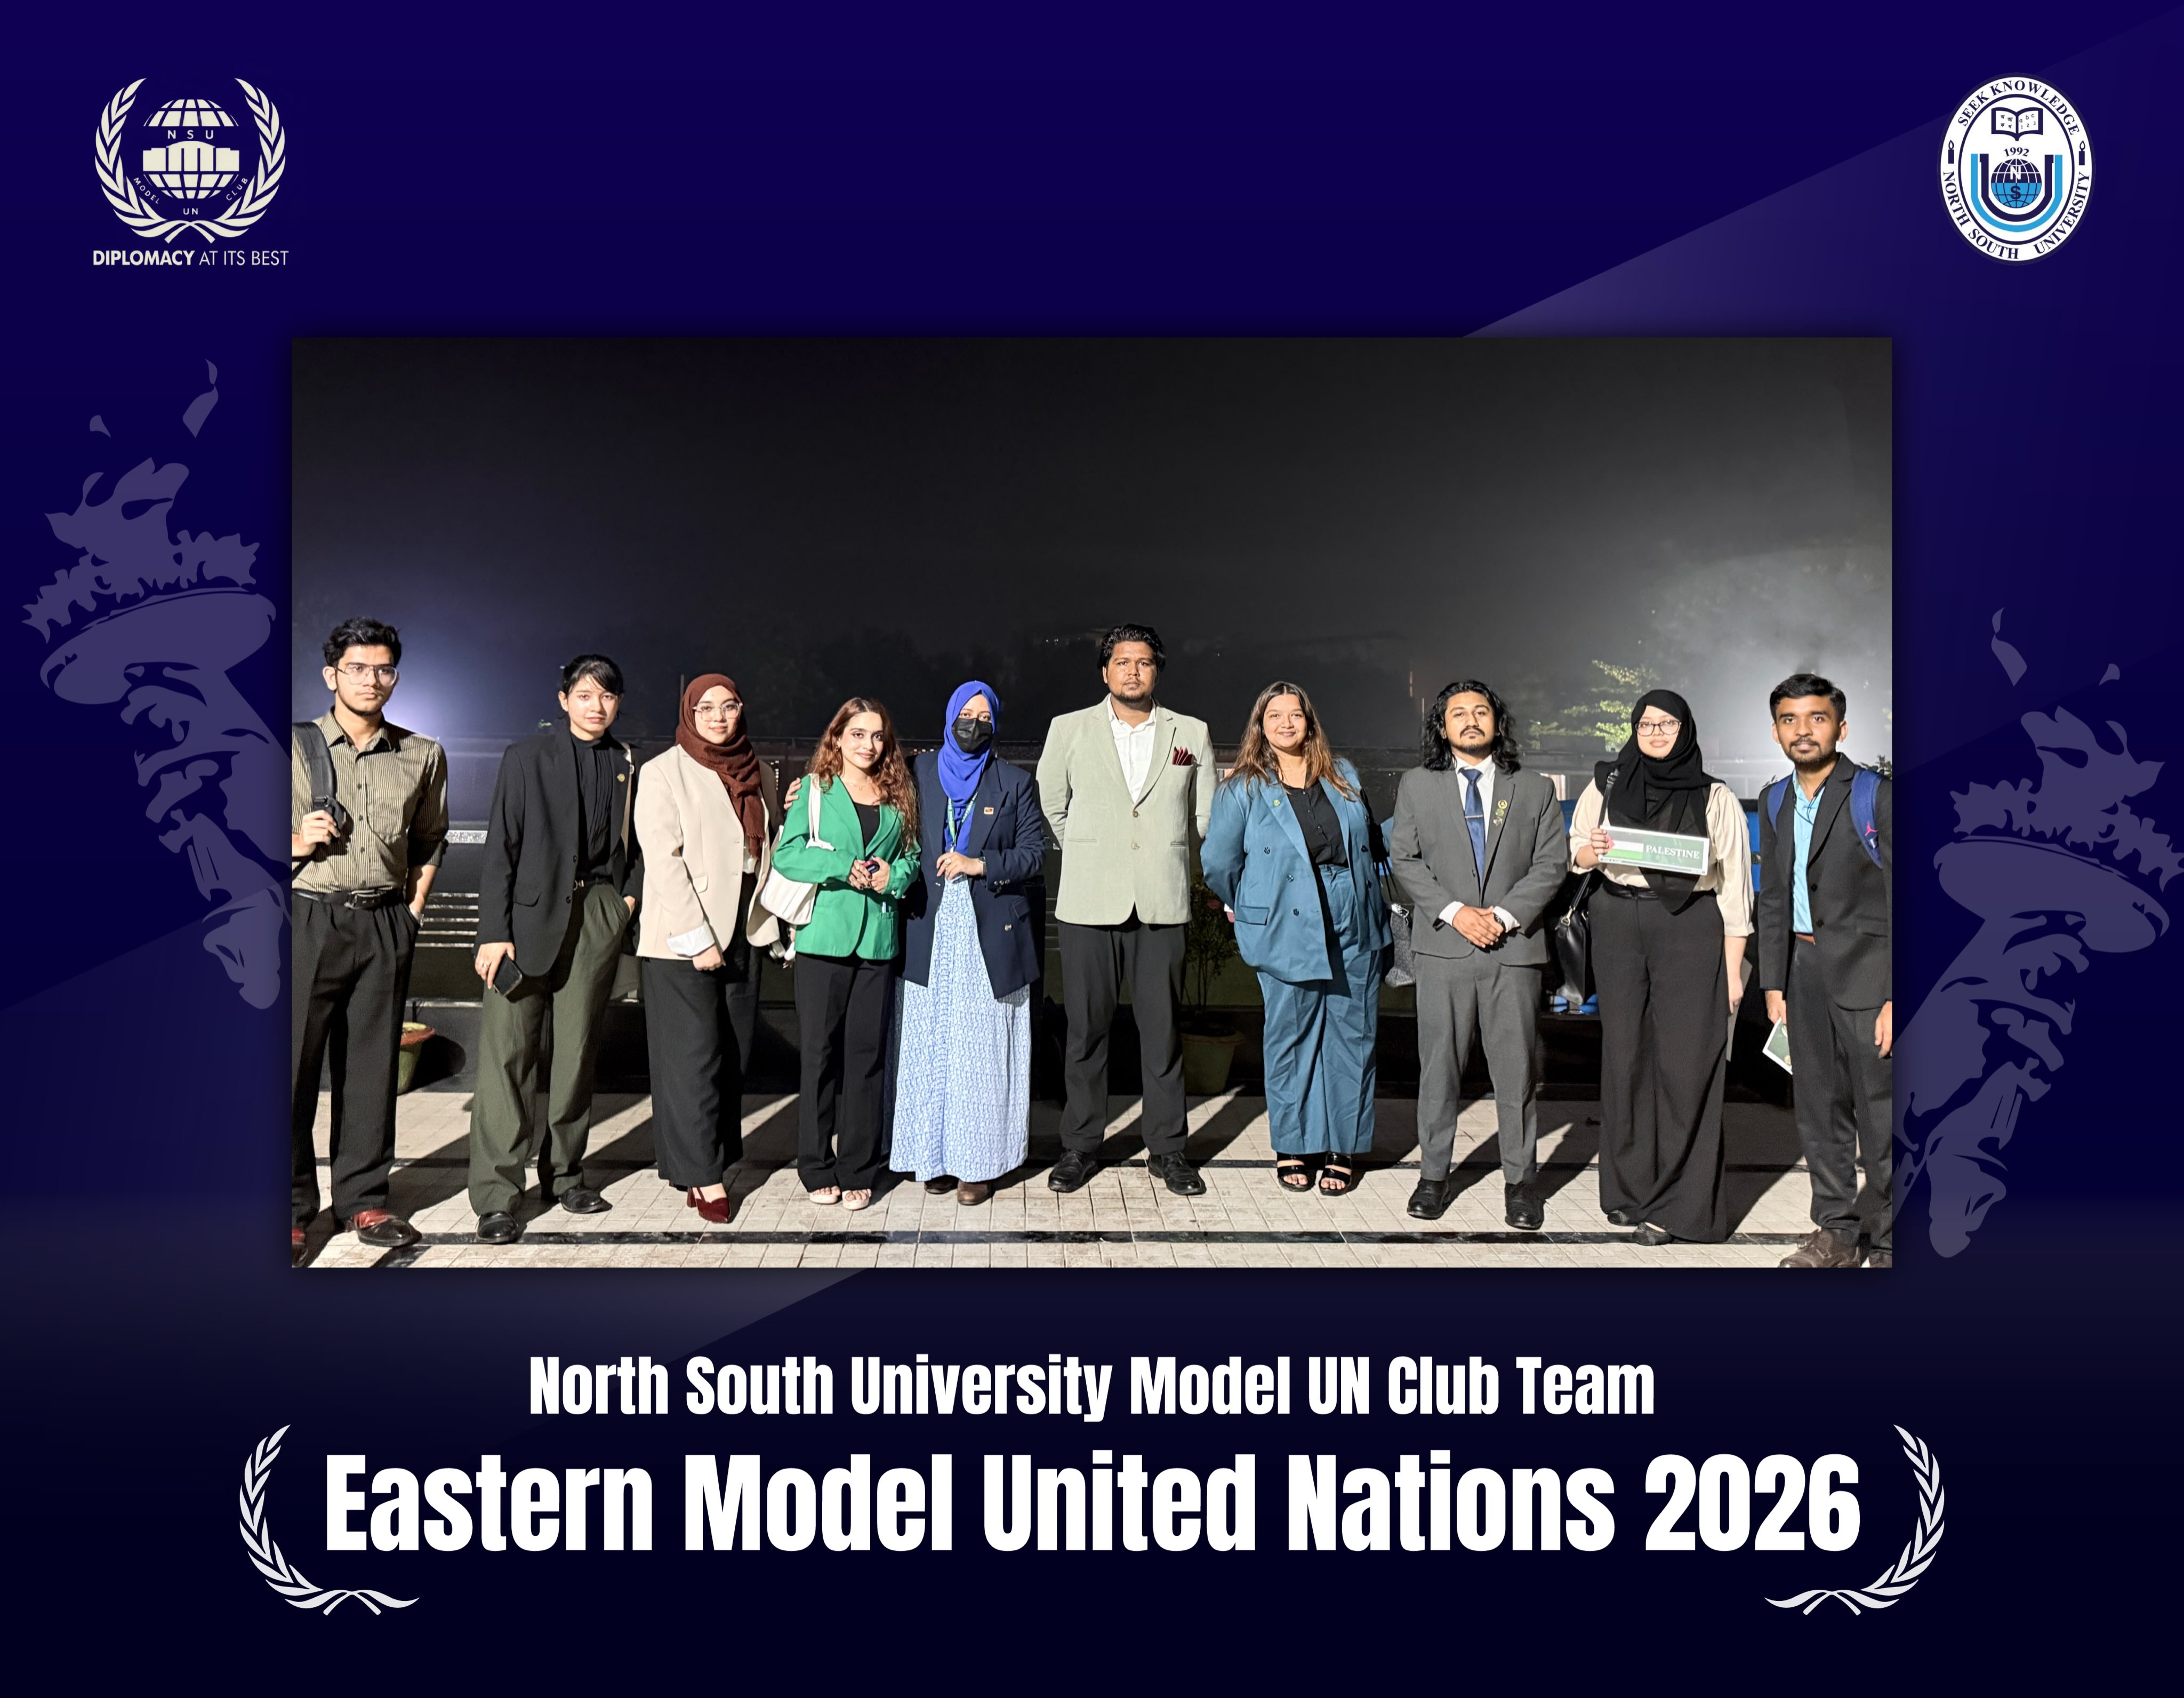 NSU
MODEL UN CLUB
DIPLOMACY AT ITS BEST
SEEK KNOWLEDGE
1992
N
S
NORTH SOUTH UNIVERSITY
PALESTINE
North South University Model UN Club Team
Eastern Model United Nations 2026